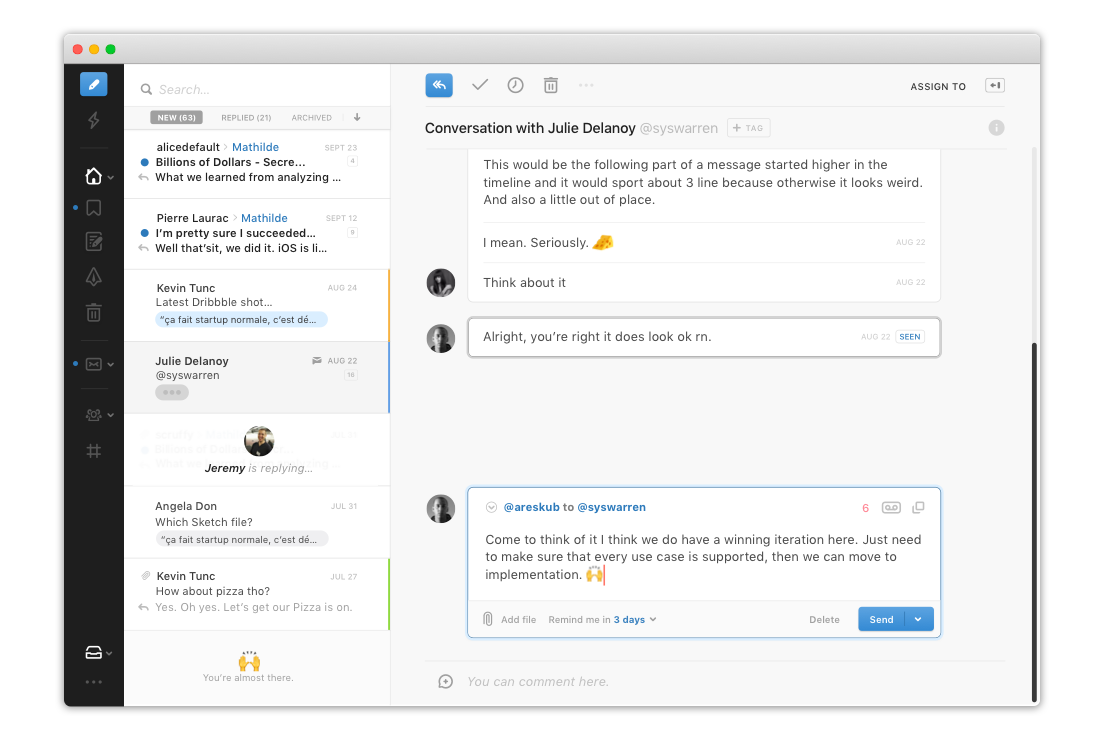 Search...
NEW (63) REPLIED (21) ARCHIVED
alicedefault > Mathilde SEPT 23
Billions of Dollars - Secre... 4
What we learned from analyzing ...
Pierre Laurac > Mathilde SEPT 12
I'm pretty sure I succeeded... 9
Well that'sit, we did it. iOS is li...
Kevin Tunc AUG 24
Latest Dribbble shot...
“ça fait startup normale, c'est dé...
Julie Delanoy AUG 22
@syswarren 16
Jeremy is replying...
Angela Don JUL 31
Which Sketch file?
“ça fait startup normale, c'est dé...
Kevin Tunc JUL 27
How about pizza tho?
Yes. Oh yes. Let's get our Pizza is on.
🙌
You're almost there.
ASSIGN TO
Conversation with Julie Delanoy @syswarren + TAG
This would be the following part of a message started higher in the
timeline and it would sport about 3 line because otherwise it looks weird.
And also a little out of place.
I mean. Seriously. 🧀 AUG 22
Think about it AUG 22
Alright, you're right it does look ok rn. AUG 22 SEEN
@areskub to @syswarren 6
Come to think of it I think we do have a winning iteration here. Just need
to make sure that every use case is supported, then we can move to
implementation. 🙌
Add file Remind me in 3 days Delete Send
You can comment here.